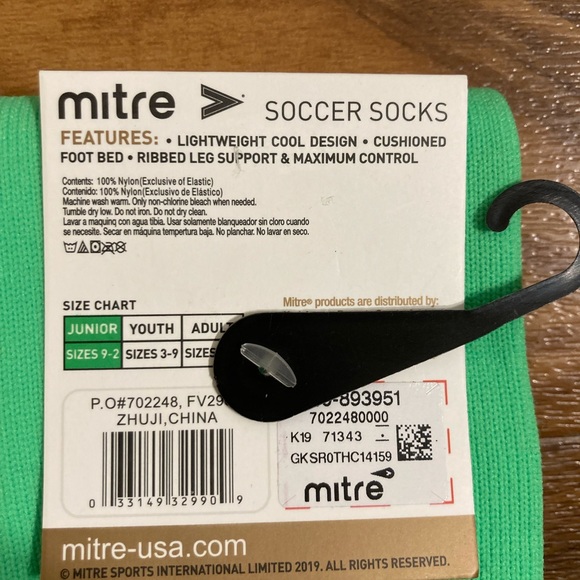 mitre
SOCCER SOCKS
FEATURES: • LIGHTWEIGHT COOL DESIGN • CUSHIONED
FOOT BED • RIBBED LEG SUPPORT & MAXIMUM CONTROL
Contents: 100% Nylon(Exclusive of Elastic)
Contenido: 100% Nylon(Exclusivo de Elástico)
Machine wash warm. Only non-chlorine bleach when needed.
Tumble dry low. Do not iron. Do not dry clean.
Lavar a maquinq con agua tibia. Usar solamente blanqueador sin cloro cuando
se necesite. Secar en máquina tempertura baja. No planchar. No lavar en seco.
SIZE CHART
Mitre® products are distributed by:
JUNIOR YOUTH ADULT
SIZES 9-2 SIZES 3-9 SIZES
P.O#702248,
ZHUJI,CHINA
0 33149 32990 9
-893951
7022480000
K19 71343 -
GKSR0THC14159
mitre
mitre-usa.com
© MITRE SPORTS INTERNATIONAL LIMITED 2019. ALL RIGHTS RESERVED.